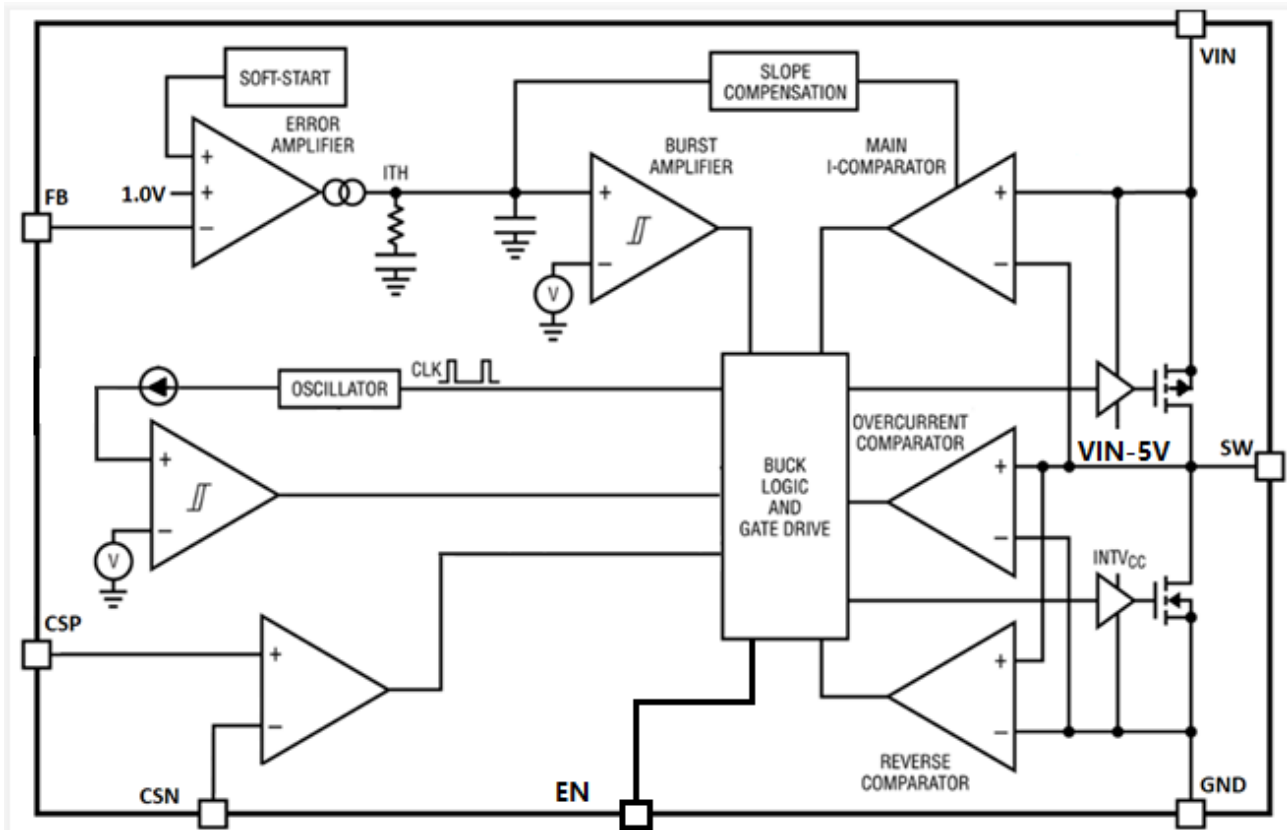 VIN
SOFT-START
SLOPE
COMPENSATION
ERROR
AMPLIFIER
BURST
AMPLIFIER
MAIN
I-COMPARATOR
ITH
FB
1.0V
+
+
−
+
−
+
−
V
CLK
OSCILLATOR
OVERCURRENT
COMPARATOR
VIN-5V
SW
+
−
V
BUCK
LOGIC
AND
GATE DRIVE
+
−
INTVCC
CSP
+
−
+
−
REVERSE
COMPARATOR
CSN
EN
GND